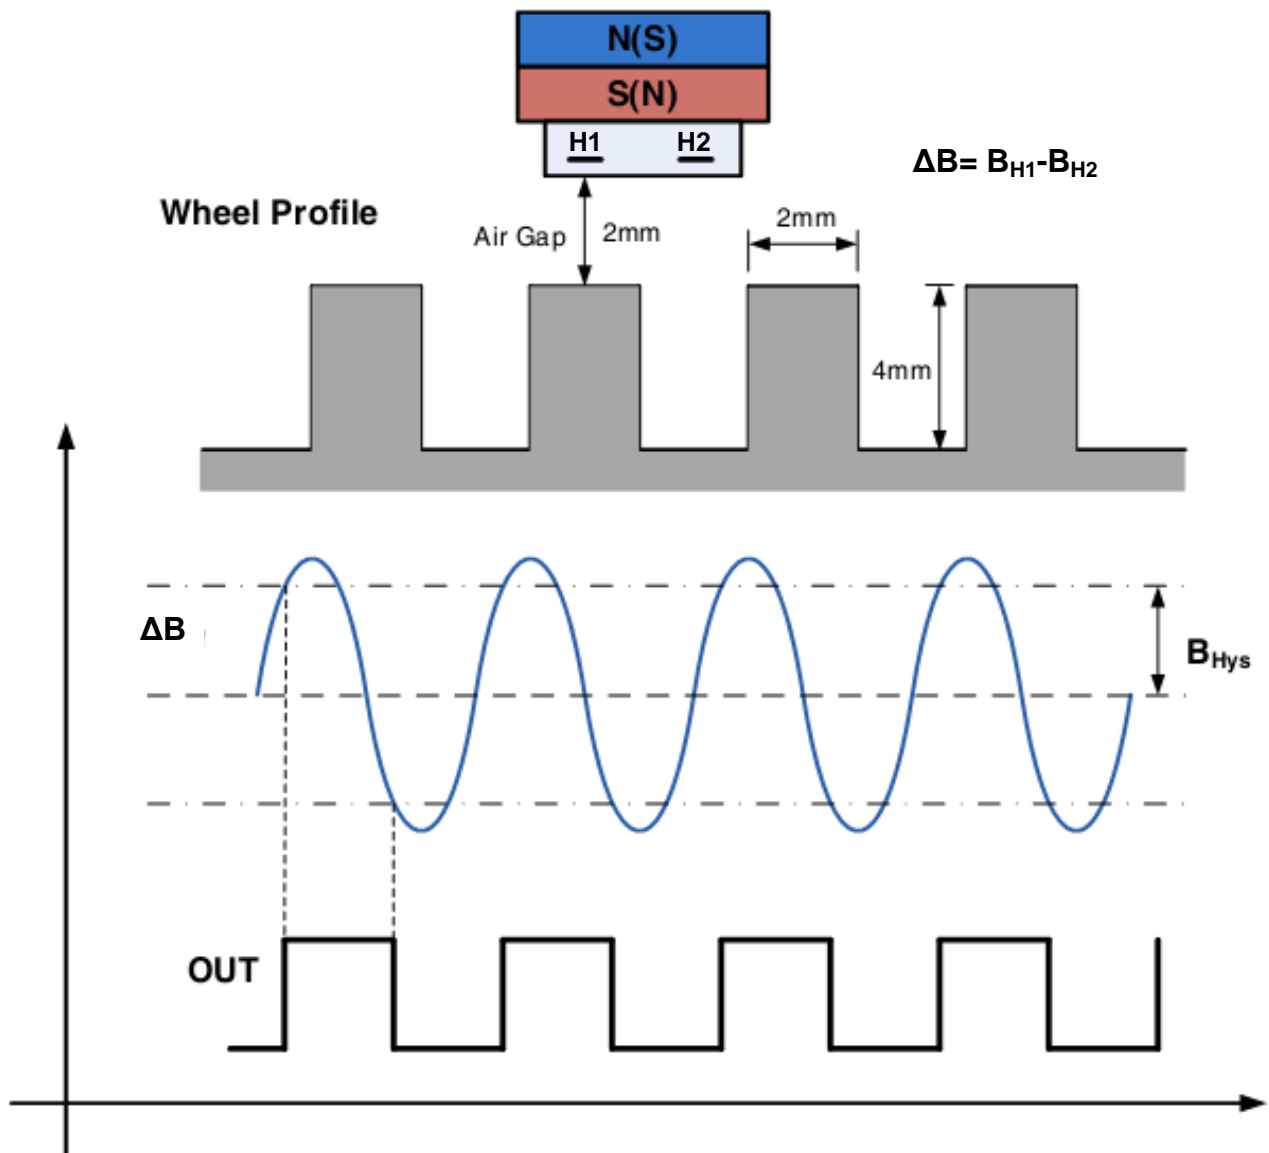 N(S)
S(N)
H1 H2
ΔB= BH1-BH2
Wheel Profile
2mm
Air Gap 2mm
4mm
ΔB
BHys
OUT